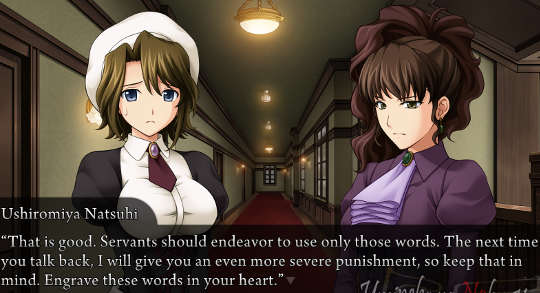 Ushiromiya Natsuhi
“That is good. Servants should endeavor to use only those words. The next time
you talk back, I will give you an even more severe punishment, so keep that in
mind. Engrave these words in your heart.”